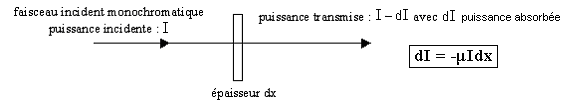 faisceau incident monochromatique
puissance incidente : I
puissance transmise : I – dI avec dI puissance absorbée
dI = -μIdx
épaisseur dx